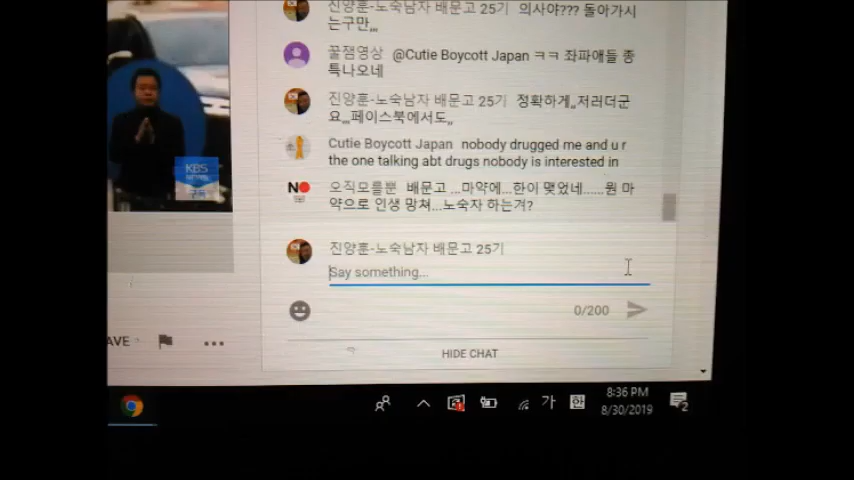 진양훈-노숙남자 배문고 25기 의사야??? 돌아가시
는구만,,,
꿀잼영상 @Cutie Boycott Japan ㅋㅋ 좌파애들 종
특나오네
진양훈-노숙남자 배문고 25기 정확하게,,저러더군
요,,,페이스북에서도,,
Cutie Boycott Japan nobody drugged me and u r
the one talking abt drugs nobody is interested in
오직모를뿐 배문고 ...마약에...한이 맺었네......뭔 마
약으로 인생 망쳐...노숙자 하는겨?
진양훈-노숙남자 배문고 25기
Say something...
0/200
HIDE CHAT
KBS
구독
NO
AVE
가 한
8:36 PM
8/30/2019
2